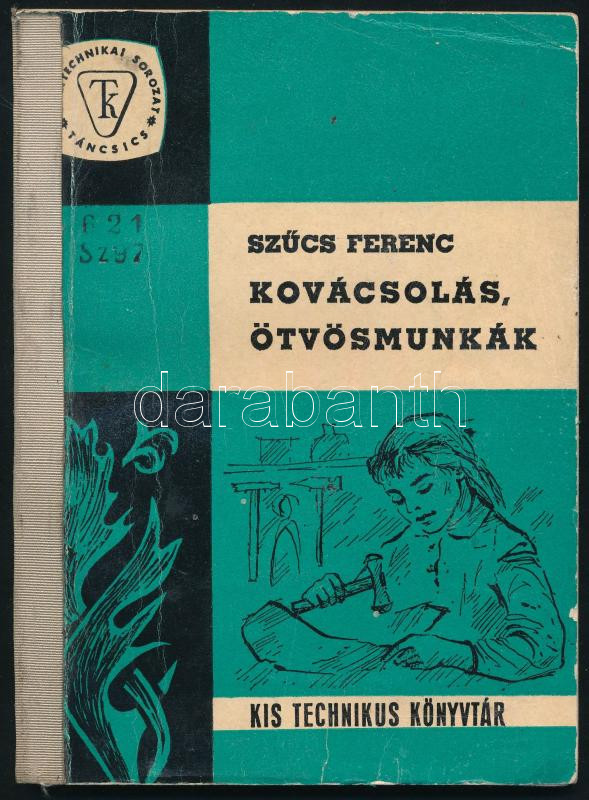 TECHNIKAI SOROZAT
TK
* TÁNCSICS *
621
Sz97
SZŰCS FERENC
KOVÁCSOLÁS,
ÖTVÖSMUNKÁK
darabanth
KIS TECHNIKUS KÖNYVTÁR